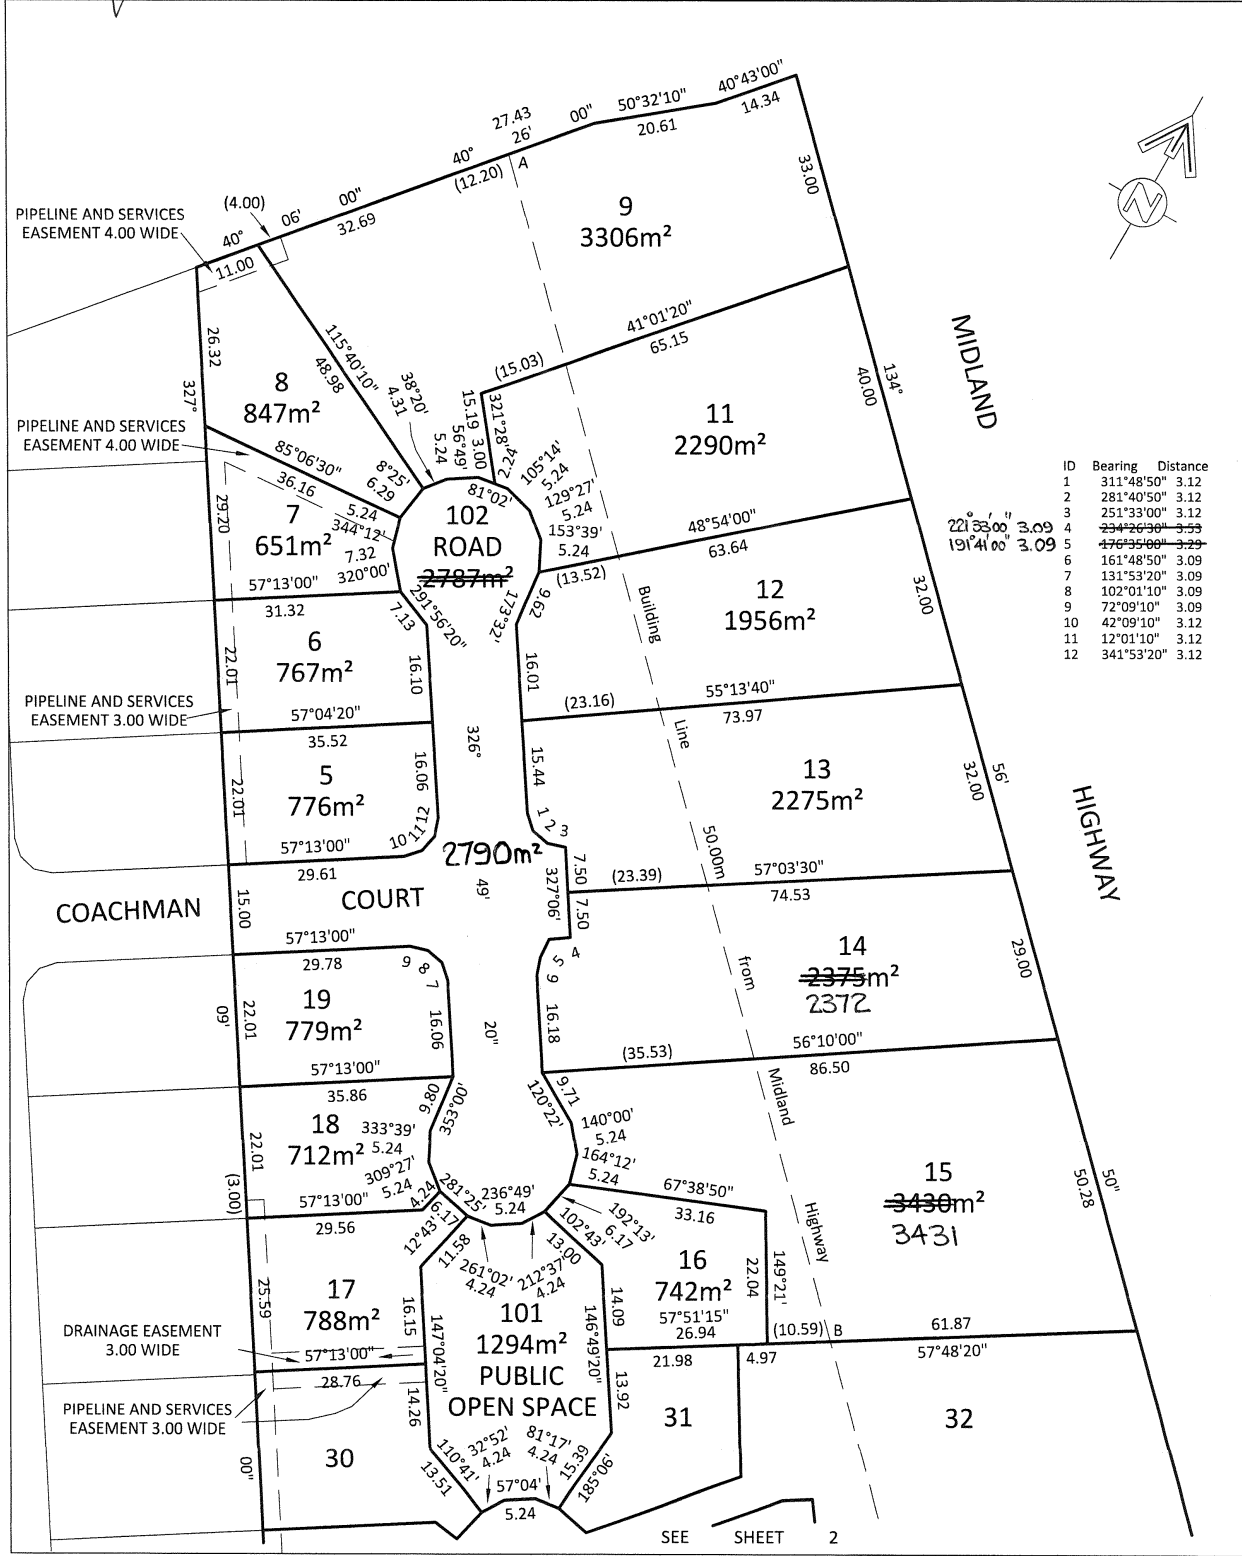 40°43'00"
14.34
50°32'10"
20.61
27.43
40° 26' 00"
(12.20)
A
(4.00)
40° 06' 00"
32.69
11.00
PIPELINE AND SERVICES
EASEMENT 4.00 WIDE
33.00
9
3306m²
N
26.32
327°
8
847m²
115°40'10"
48.98
38°20'
4.31
41°01'20"
65.15
(15.03)
15.19
321°28'
3.00
2.24
56°49'
5.24
81°02'
105°14'
5.24
129°27'
5.24
153°39'
5.24
11
2290m²
40.00
134°
MIDLAND
PIPELINE AND SERVICES
EASEMENT 4.00 WIDE
85°06'30"
36.16
8°25'
6.29
5.24
344°12'
7.32
320°00'
29.20
7
651m²
57°13'00"
31.32
102
ROAD
2787m²
48°54'00"
63.64
(13.52)
ID Bearing Distance
1 311°48'50" 3.12
2 281°40'50" 3.12
3 251°33'00" 3.12
221°33'00" 3.09 4 234°26'30" 3.53
191°41'00" 3.09 5 176°35'00" 3.29
6 161°48'50" 3.09
7 131°53'20" 3.09
8 102°01'10" 3.09
9 72°09'10" 3.09
10 42°09'10" 3.12
11 12°01'10" 3.12
12 341°53'20" 3.12
291°56'20"
7.13
173°32'
9.62
Building
12
1956m²
32.00
6
767m²
22.01
16.10
16.01
57°04'20"
35.52
PIPELINE AND SERVICES
EASEMENT 3.00 WIDE
(23.16)
55°13'40"
73.97
Line
326°
5
776m²
22.01
16.06
15.44
13
2275m²
32.00
56'
57°13'00"
29.61
10 11 12
1 2 3
2790m²
50.00m
HIGHWAY
7.50
327°06'
7.50
(23.39)
57°03'30"
74.53
COACHMAN COURT
15.00
49'
57°13'00"
29.78
9 8 7
4
5
6
14
2375m²
2372
29.00
from
19
779m²
09'
22.01
16.06
20"
16.18
57°13'00"
35.86
(35.53)
56°10'00"
86.50
Midland
9.80
353°00'
9.71
120°22'
140°00'
5.24
164°12'
5.24
18
712m²
22.01
(3.00)
333°39'
5.24
309°27'
5.24
4.24
281°25'
6.17
236°49'
5.24
57°13'00"
29.56
67°38'50"
33.16
192°13'
6.17
15
3430m²
3431
50.28
50"
Highway
12°43'
11.58
261°02'
4.24
212°37'
4.24
102°43'
13.00
16
742m²
22.04
149°21'
57°51'15"
26.94
(10.59)
B
61.87
57°48'20"
17
788m²
25.59
16.15
147°04'20"
101
1294m²
PUBLIC
OPEN SPACE
14.09
146°49'20"
DRAINAGE EASEMENT
3.00 WIDE
57°13'00"
28.76
21.98
4.97
13.92
PIPELINE AND SERVICES
EASEMENT 3.00 WIDE
14.26
31
32
30
00"
110°41'
13.51
32°52'
4.24
81°17'
4.24
57°04'
5.24
15.39
185°06'
SEE SHEET 2